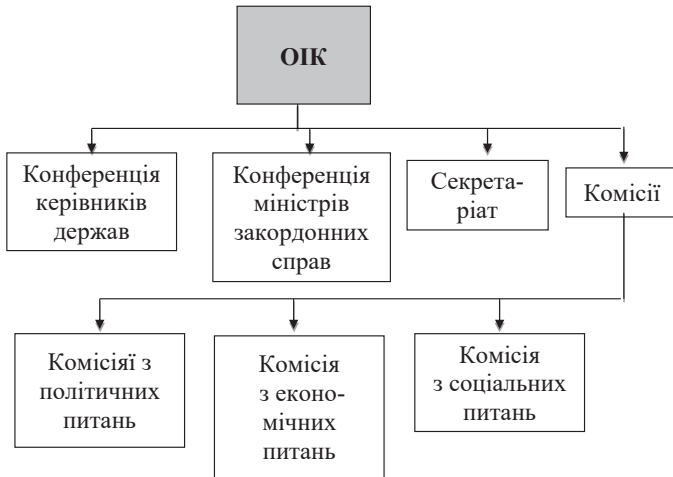 ОІК
Конференція
керівників
держав
Конференція
міністрів
закордонних
справ
Секрета-
ріат
Комісії
Комісіяї з
політичних
питань
Комісія
з еконо-
мічних
питань
Комісія
з соціальних
питань